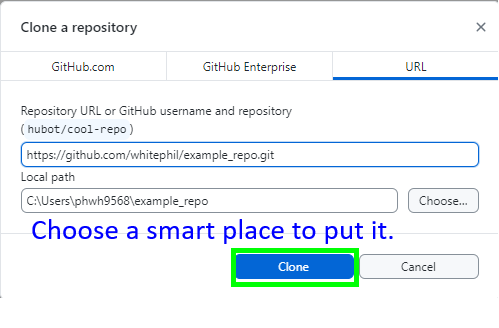 Clone a repository
GitHub.com GitHub Enterprise URL
Repository URL or GitHub username and repository
(hubot/cool-repo)
https://github.com/whitephil/example_repo.git
Local path
C:\Users\phwh9568\example_repo Choose...
Choose a smart place to put it.
Clone Cancel